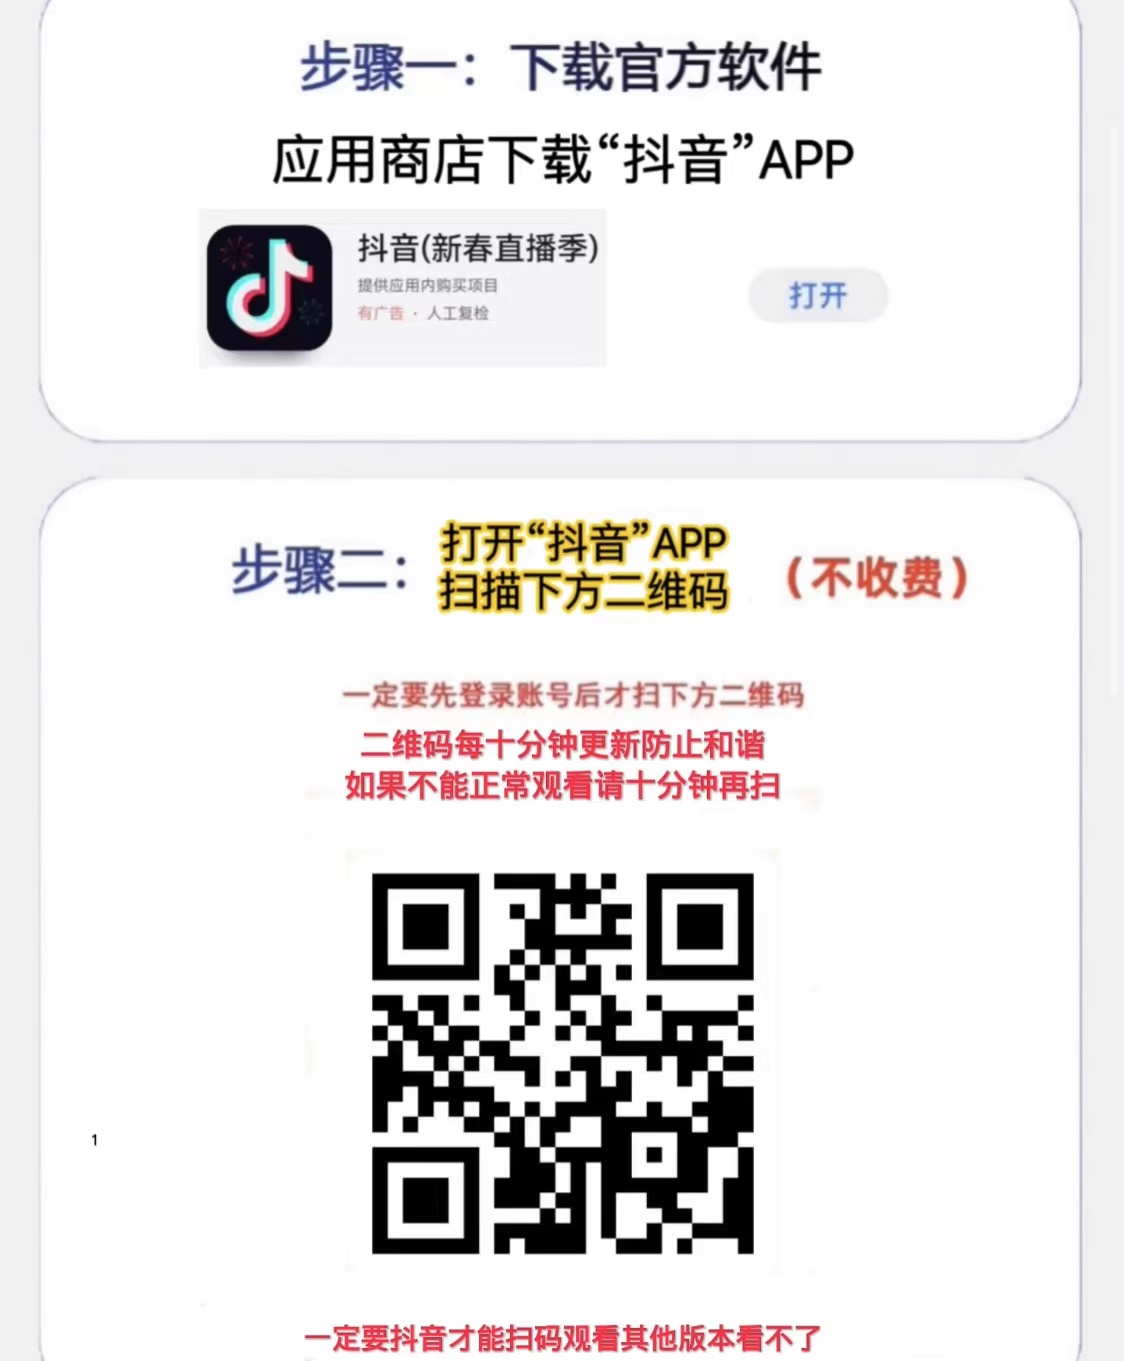 步骤一：下载官方软件
应用商店下载“抖音”APP
抖音(新春直播季)
提供应用内购买项目
有广告 · 人工复检
打开
步骤二：
打开“抖音”APP
扫描下方二维码
（不收费）
一定要先登录账号后才扫下方二维码
二维码每十分钟更新防止和谐
如果不能正常观看请十分钟再扫
1
一定要抖音才能扫码观看其他版本看不了